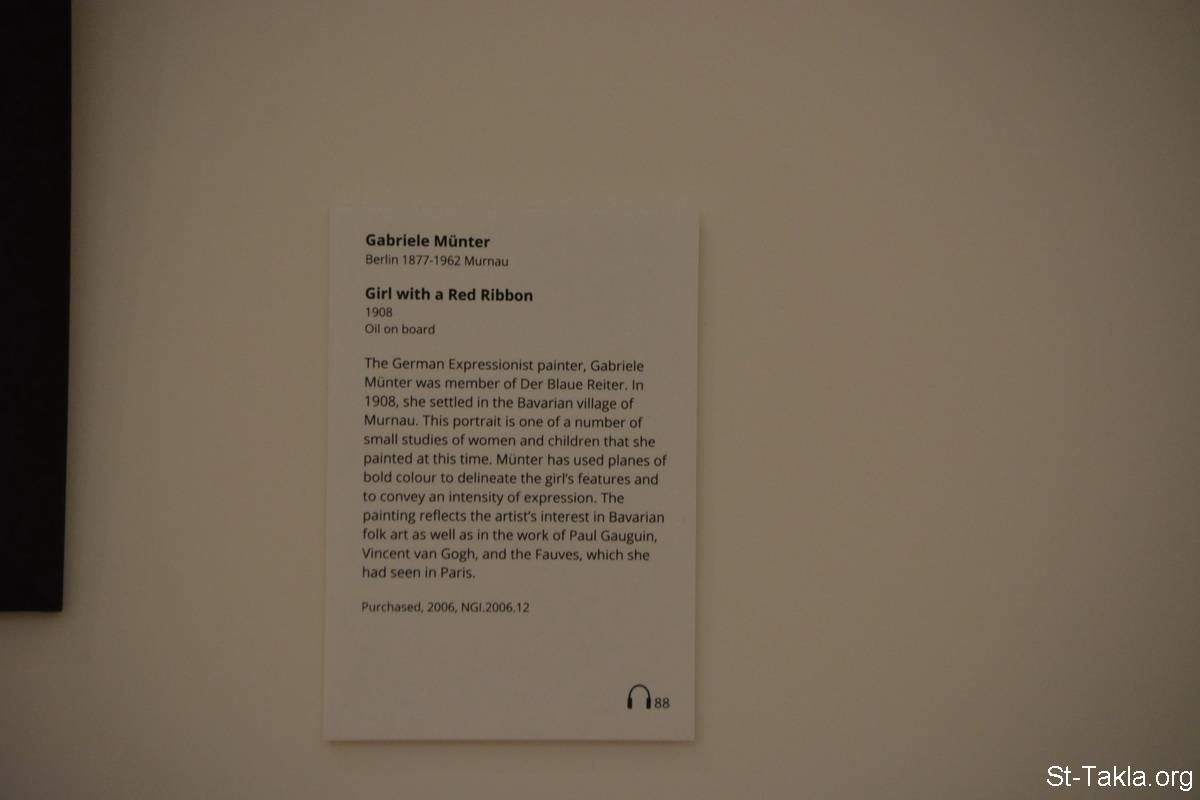 Gabriele Münter
Berlin 1877-1962 Murnau
Girl with a Red Ribbon
1908
Oil on board
The German Expressionist painter, Gabriele
Münter was member of Der Blaue Reiter. In
1908, she settled in the Bavarian village of
Murnau. This portrait is one of a number of
small studies of women and children that she
painted at this time. Münter has used planes of
bold colour to delineate the girl’s features and
to convey an intensity of expression. The
painting reflects the artist’s interest in Bavarian
folk art as well as in the work of Paul Gauguin,
Vincent van Gogh, and the Fauves, which she
had seen in Paris.
Purchased, 2006, NGI.2006.12
88
St-Takla.org